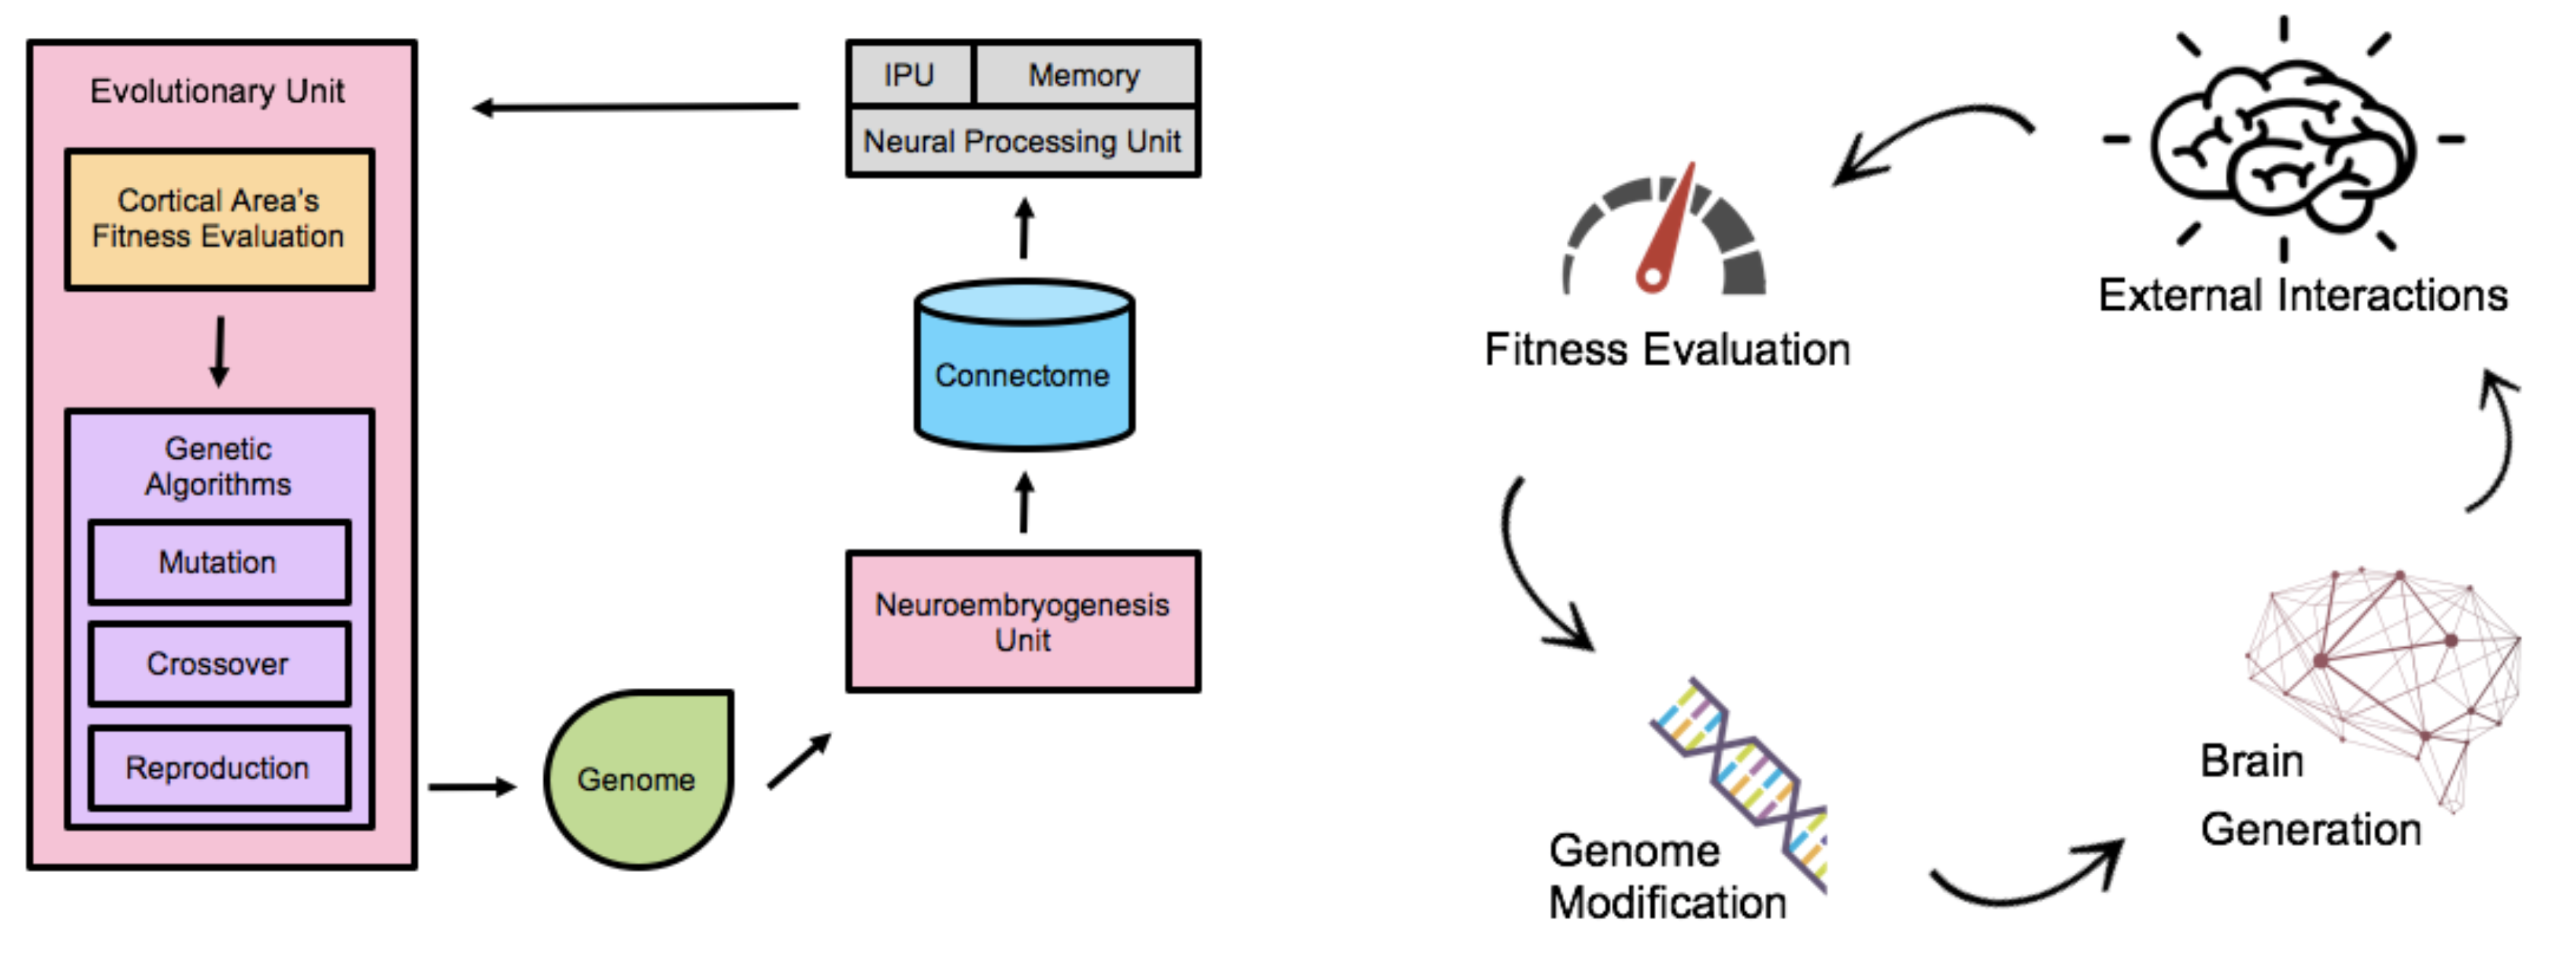 Evolutionary Unit
Cortical Area's
Fitness Evaluation
Genetic
Algorithms
Mutation
Crossover
Reproduction
Genome
IPU
Memory
Neural Processing Unit
Connectome
Neuroembryogenesis
Unit
Fitness Evaluation
External Interactions
Genome
Modification
Brain
Generation